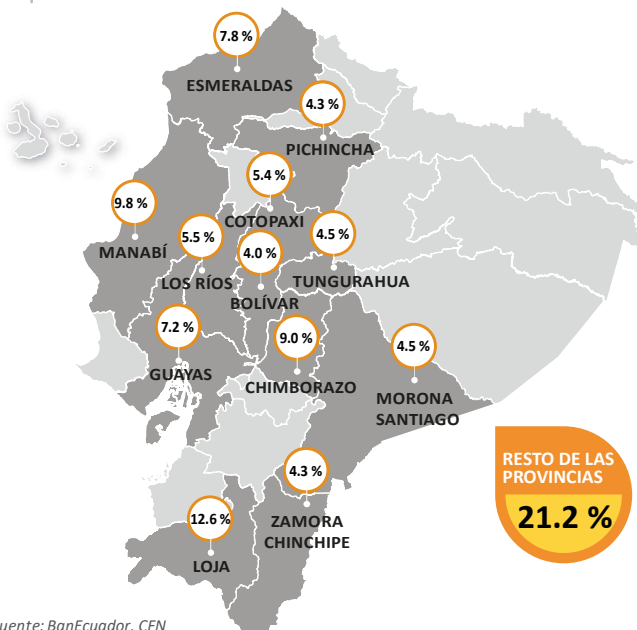 7.8 %
ESMERALDAS
4.3 %
PICHINCHA
5.4 %
COTOPAXI
9.8 %
MANABÍ
5.5 %
LOS RÍOS
4.0 %
BOLÍVAR
4.5 %
TUNGURAHUA
7.2 %
GUAYAS
9.0 %
CHIMBORAZO
4.5 %
MORONA
SANTIAGO
RESTO DE LAS
PROVINCIAS
21.2 %
4.3 %
ZAMORA
CHINCHIPE
12.6 %
LOJA
uente: BanEcuador, CFN